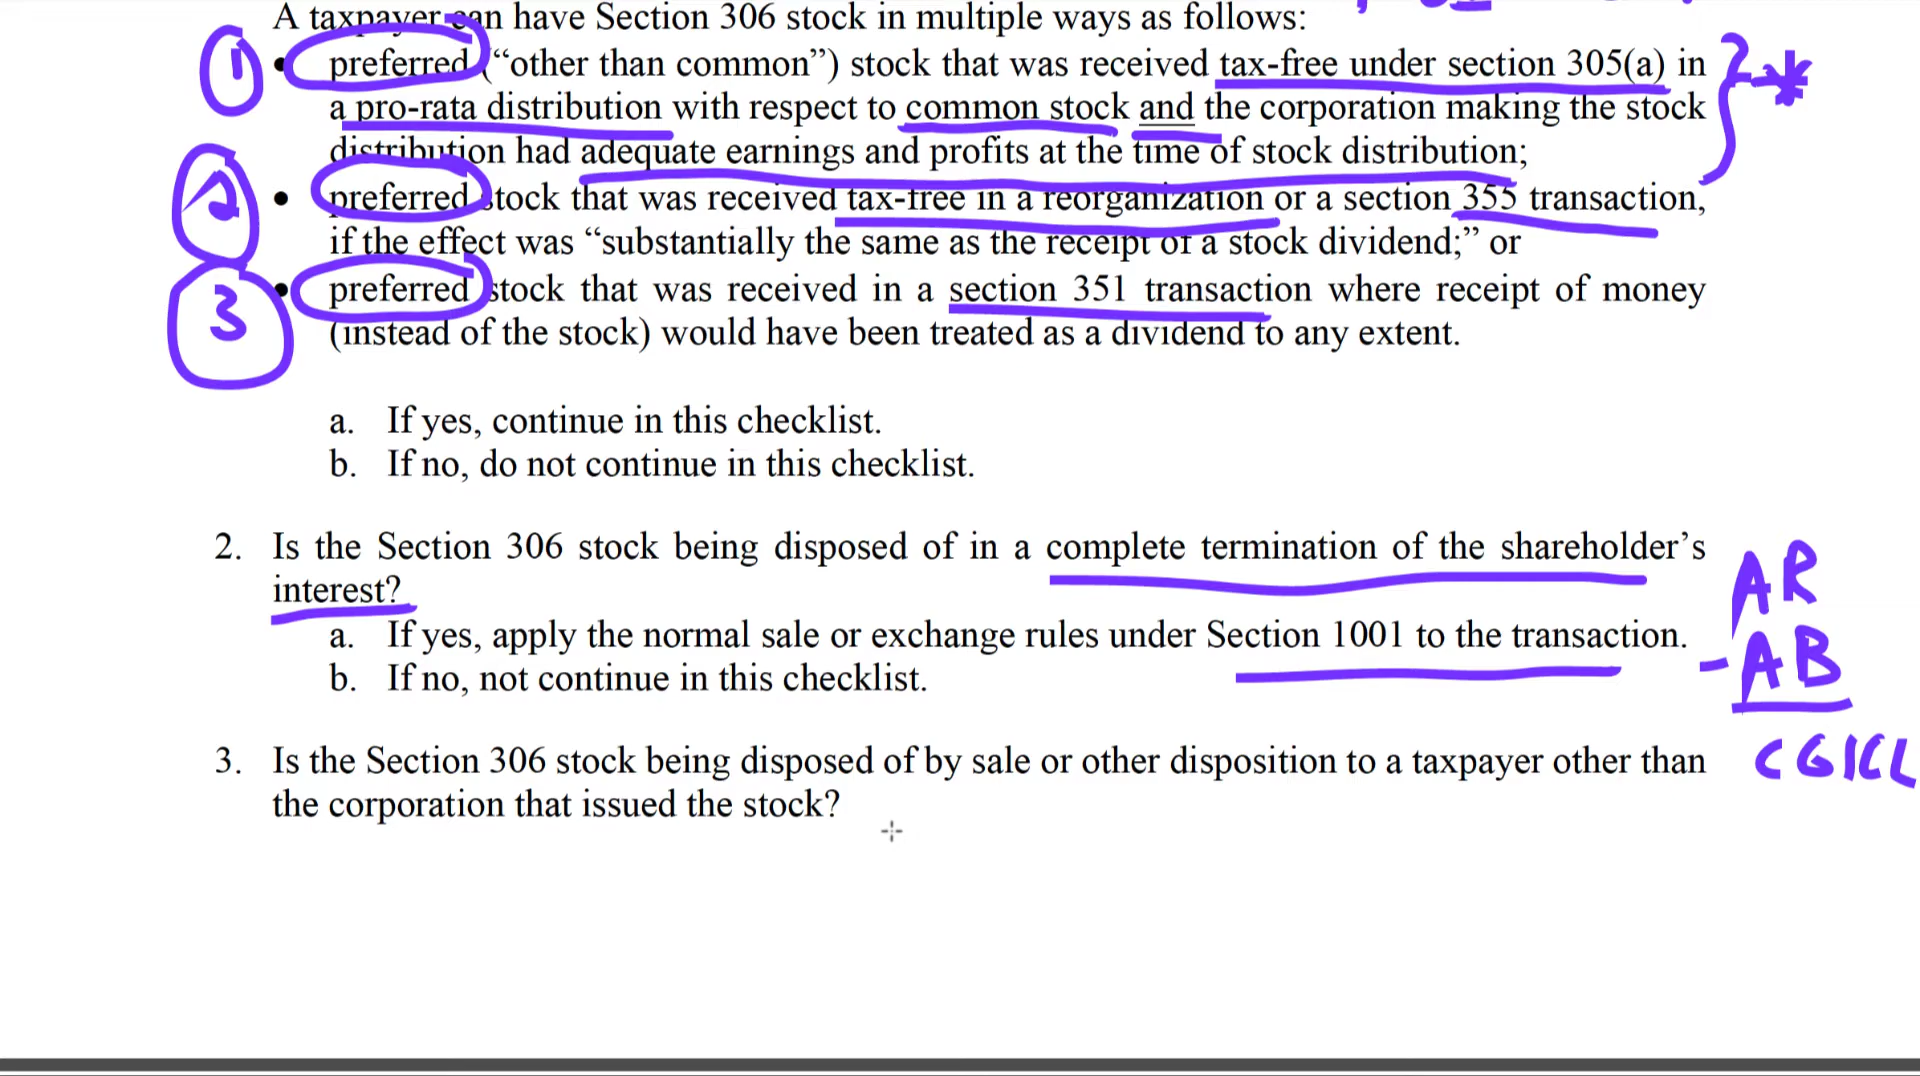 A taxpayer can have Section 306 stock in multiple ways as follows:
1 • preferred (“other than common”) stock that was received tax-free under section 305(a) in
a pro-rata distribution with respect to common stock and the corporation making the stock
distribution had adequate earnings and profits at the time of stock distribution;
2 • preferred stock that was received tax-free in a reorganization or a section 355 transaction,
if the effect was “substantially the same as the receipt of a stock dividend;” or
3 • preferred stock that was received in a section 351 transaction where receipt of money
(instead of the stock) would have been treated as a dividend to any extent.
a. If yes, continue in this checklist.
b. If no, do not continue in this checklist.
2. Is the Section 306 stock being disposed of in a complete termination of the shareholder’s
interest?
AR
a. If yes, apply the normal sale or exchange rules under Section 1001 to the transaction.
-AB
b. If no, not continue in this checklist.
3. Is the Section 306 stock being disposed of by sale or other disposition to a taxpayer other than
CG/CL
the corporation that issued the stock?